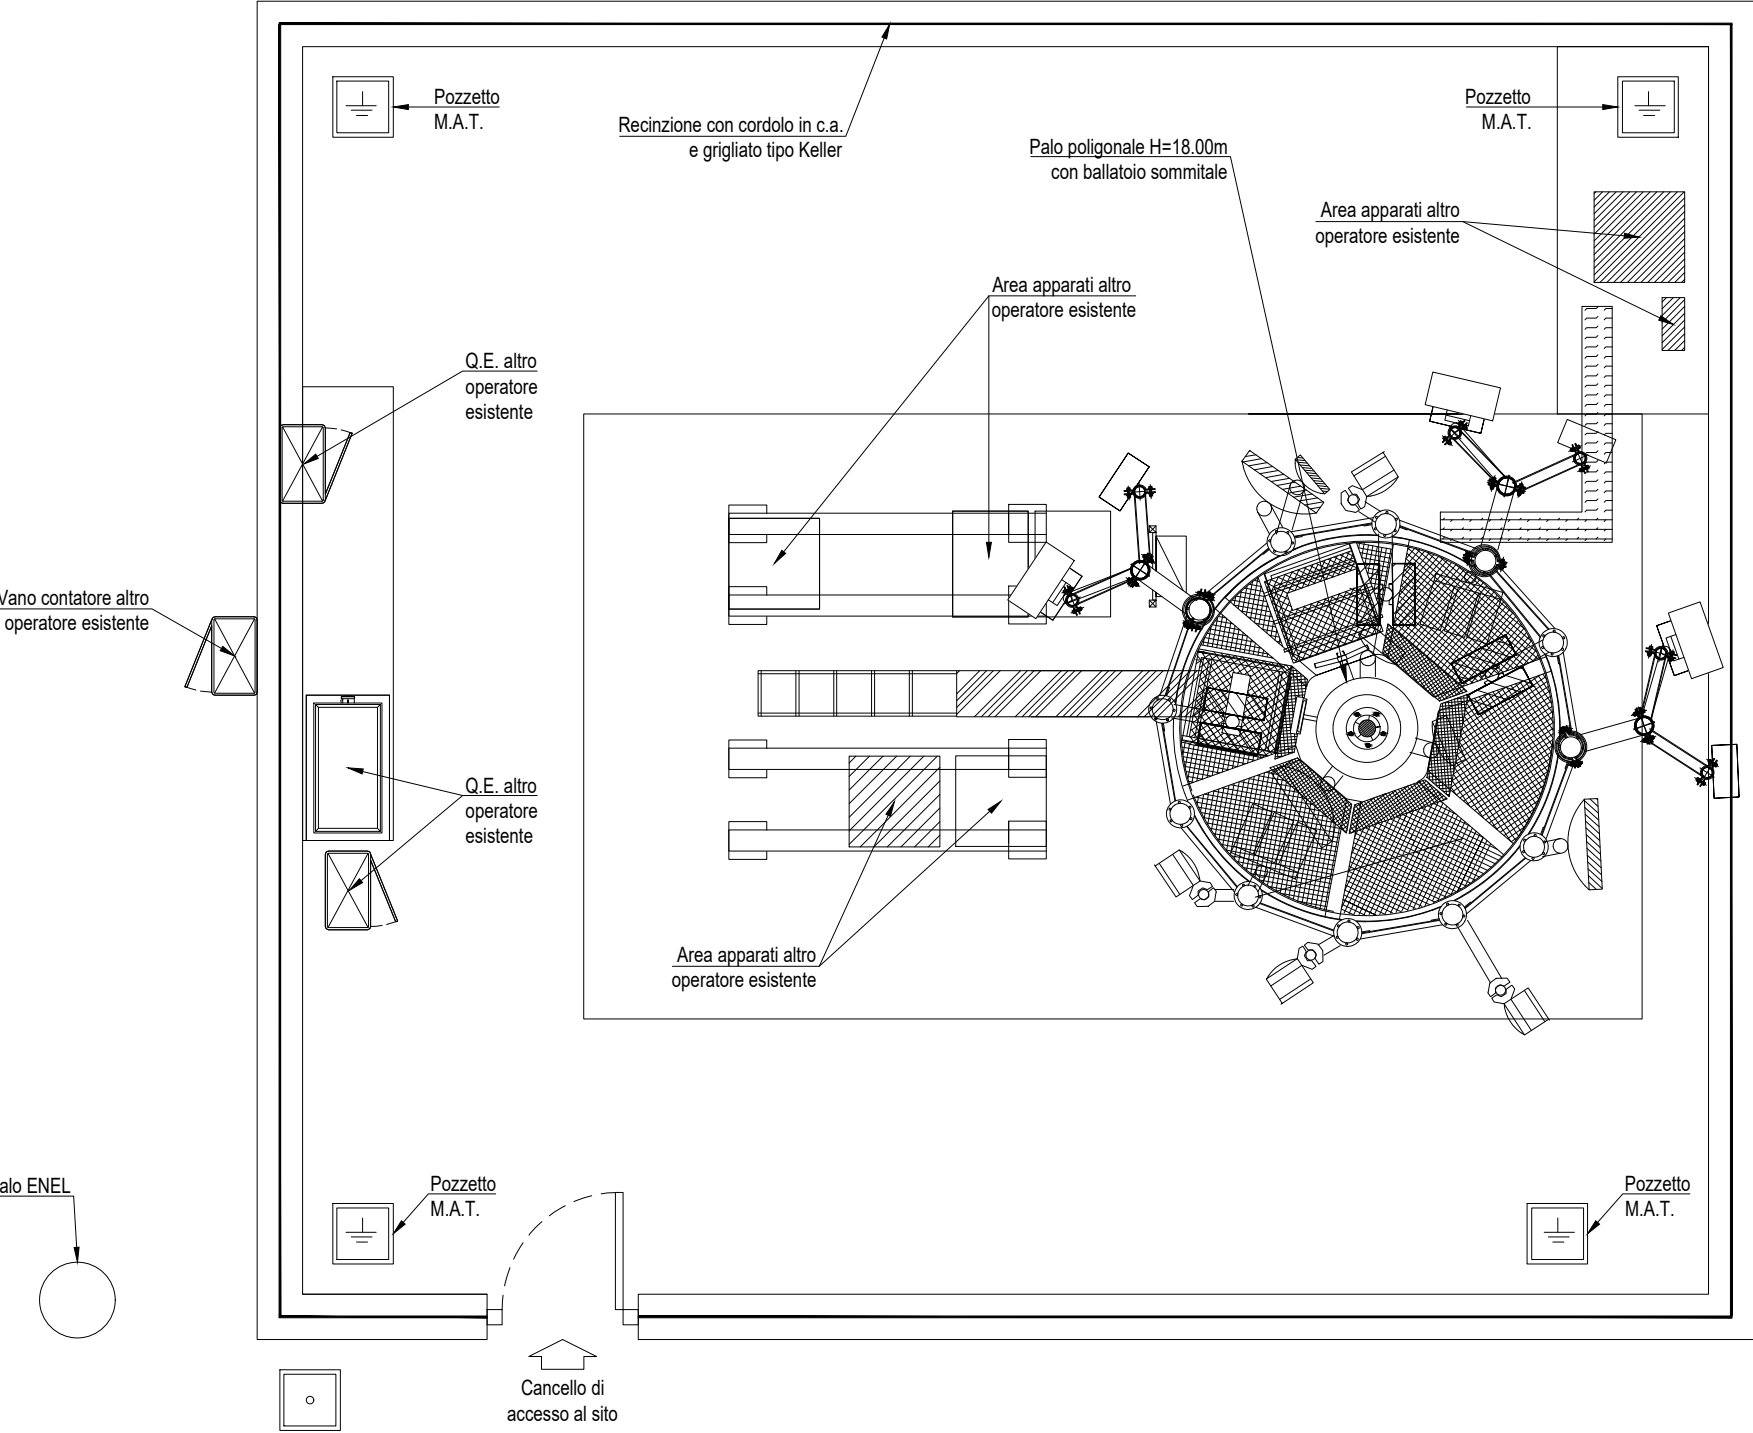 Pozzetto
M.A.T.
Recinzione con cordolo in c.a.
e grigliato tipo Keller
Pozzetto
M.A.T.
Palo poligonale H=18.00m
con ballatoio sommitale
Area apparati altro
operatore esistente
Area apparati altro
operatore esistente
Q.E. altro
operatore
esistente
Vano contatore altro
operatore esistente
Q.E. altro
operatore
esistente
Area apparati altro
operatore esistente
alo ENEL
Pozzetto
M.A.T.
Pozzetto
M.A.T.
Cancello di
accesso al sito